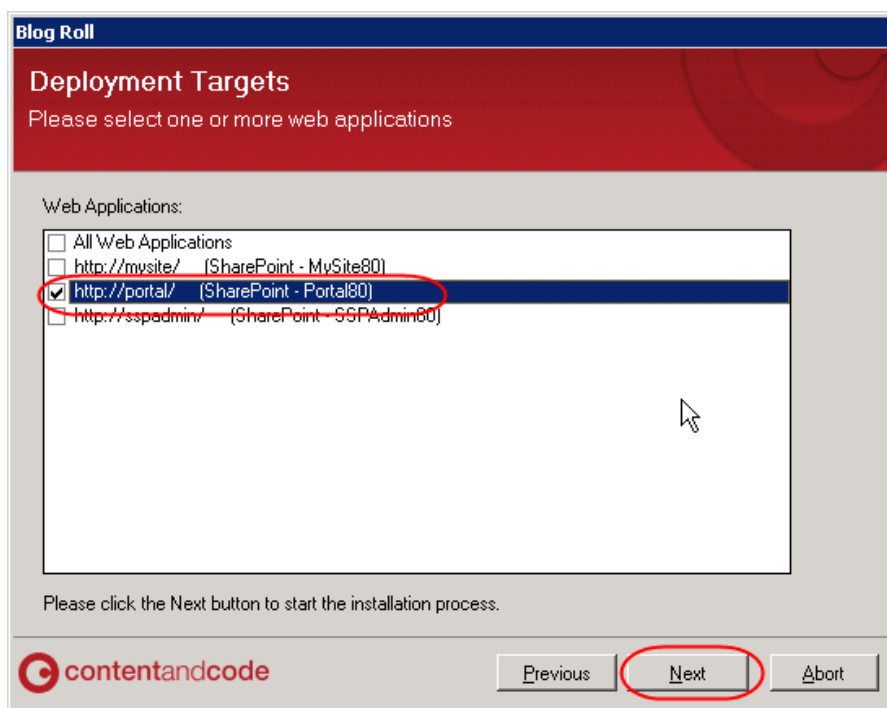 Blog Roll
Deployment Targets
Please select one or more web applications
Web Applications:
All Web Applications
http://mysite/ (SharePoint - MySite80)
http://portal/ (SharePoint - Portal80)
http://sspadmin/ (SharePoint - SSPAdmin80)
Please click the Next button to start the installation process.
contentandcode
Previous
Next
Abort